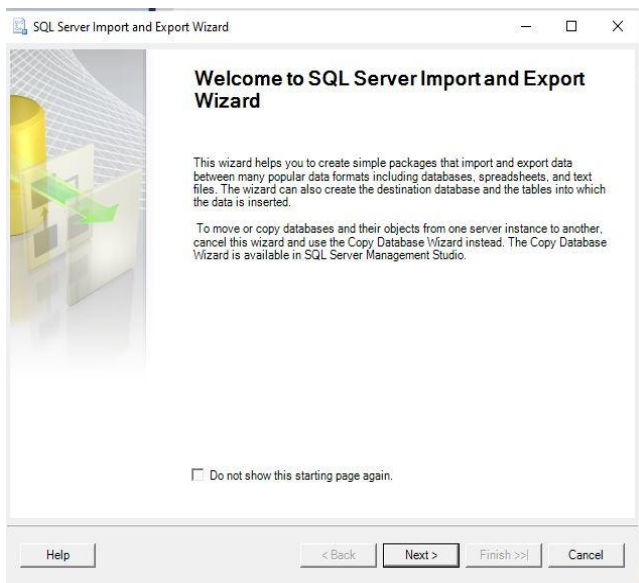 SQL Server Import and Export Wizard
Welcome to SQL Server Import and Export
Wizard
This wizard helps you to create simple packages that import and export data
between many popular data formats including databases, spreadsheets, and text
files. The wizard can also create the destination database and the tables into which
the data is inserted.
To move or copy databases and their objects from one server instance to another,
cancel this wizard and use the Copy Database Wizard instead. The Copy Database
Wizard is available in SQL Server Management Studio.
Do not show this starting page again.
Help < Back Next > Finish >>| Cancel